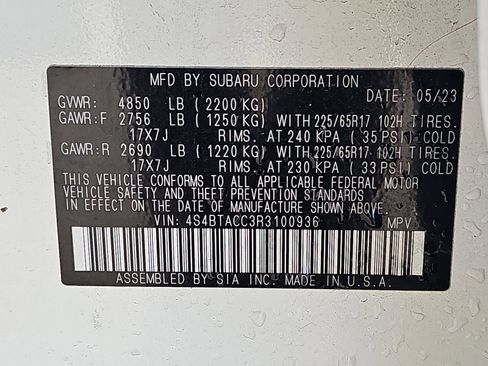 MFD BY SUBARU CORPORATION
DATE: 05/23
GVWR: 4850 LB (2200 KG)
GAWR:F 2756 LB (1250 KG) WITH 225/65R17 102H TIRES.
17X7J RIMS. AT 240 KPA (35 PSI) COLD
GAWR:R 2690 LB (1220 KG) WITH 225/65R17 102H TIRES.
17X7J RIMS. AT 230 KPA (33 PSI) COLD
THIS VEHICLE CONFORMS TO ALL APPLICABLE FEDERAL MOTOR
VEHICLE SAFETY AND THEFT PREVENTION STANDARDS IN EFFECT
ON THE DATE OF MANUFACTURE SHOWN ABOVE.
VIN: 4S4BTACC3R3100936 MPV
ASSEMBLED BY SIA INC. MADE IN U.S.A.